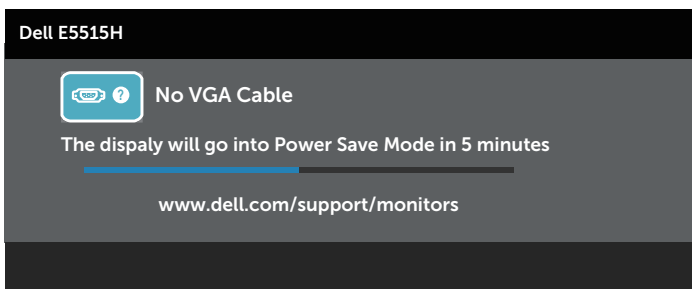 Dell E5515H
No VGA Cable
The dispaly will go into Power Save Mode in 5 minutes
www.dell.com/support/monitors